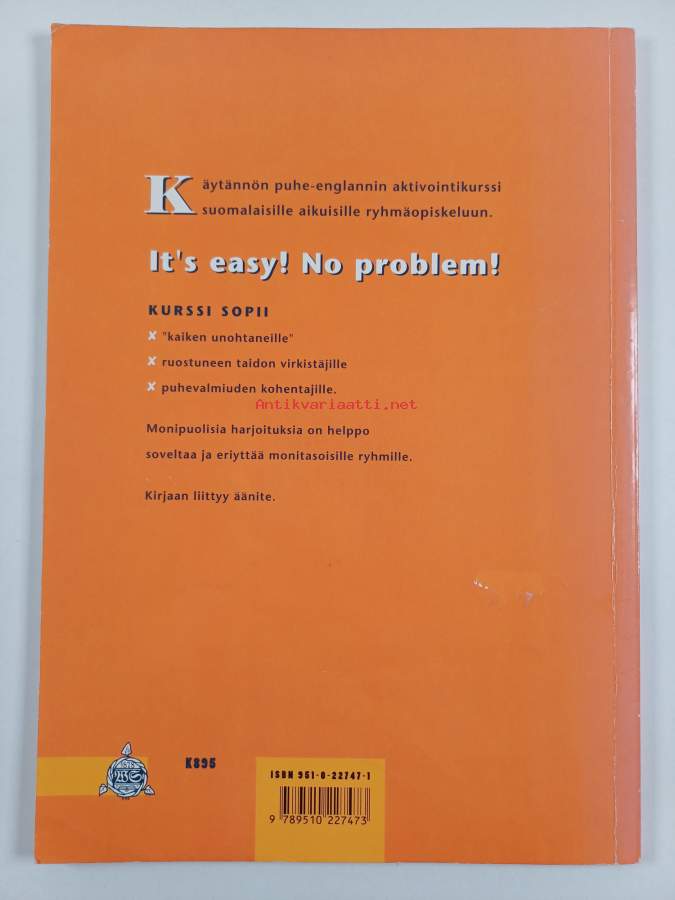 Käytännön puhe-englannin aktivointikurssi
suomalaisille aikuisille ryhmäopiskeluun.
It's easy! No problem!
KURSSI SOPII
✘ "kaiken unohtaneille"
✘ ruostuneen taidon virkistäjille
✘ puhevalmiuden kohentajille.
Antikvariaatti.net
Monipuolisia harjoituksia on helppo
soveltaa ja eriyttää monitasoisille ryhmille.
Kirjaan liittyy äänite.
WS
K895
ISBN 951-0-22747-1
9 789510 227473